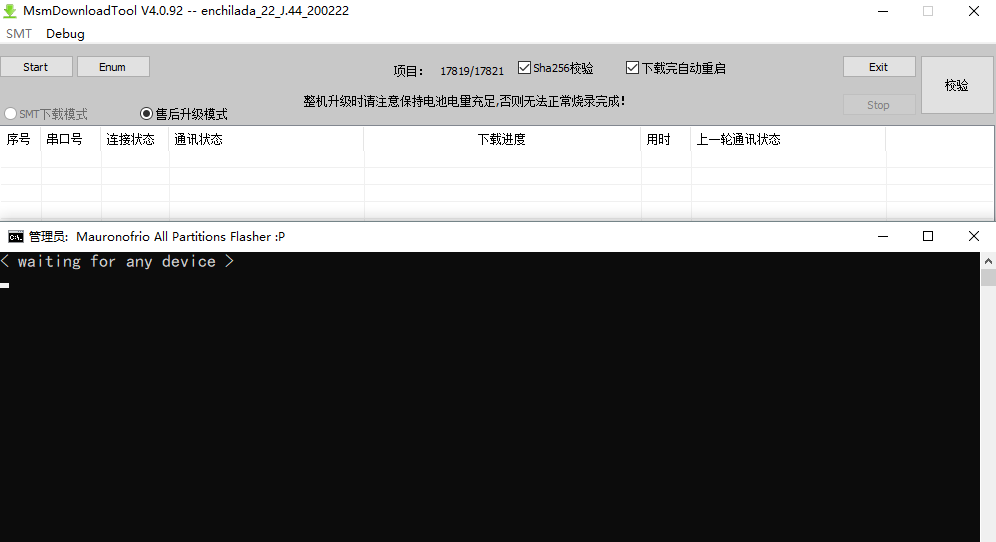 MsmDownloadTool V4.0.92 -- enchilada_22_J.44_200222
SMT Debug
Start Enum 项目： 17819/17821 Sha256校验 下载完自动重启 Exit 校验
整机升级时请注意保持电池电量充足,否则无法正常烧录完成! Stop
SMT下载模式 售后升级模式
序号 串口号 连接状态 通讯状态 下载进度 用时 上一轮通讯状态
管理员: Mauronofrio All Partitions Flasher :P
< waiting for any device >